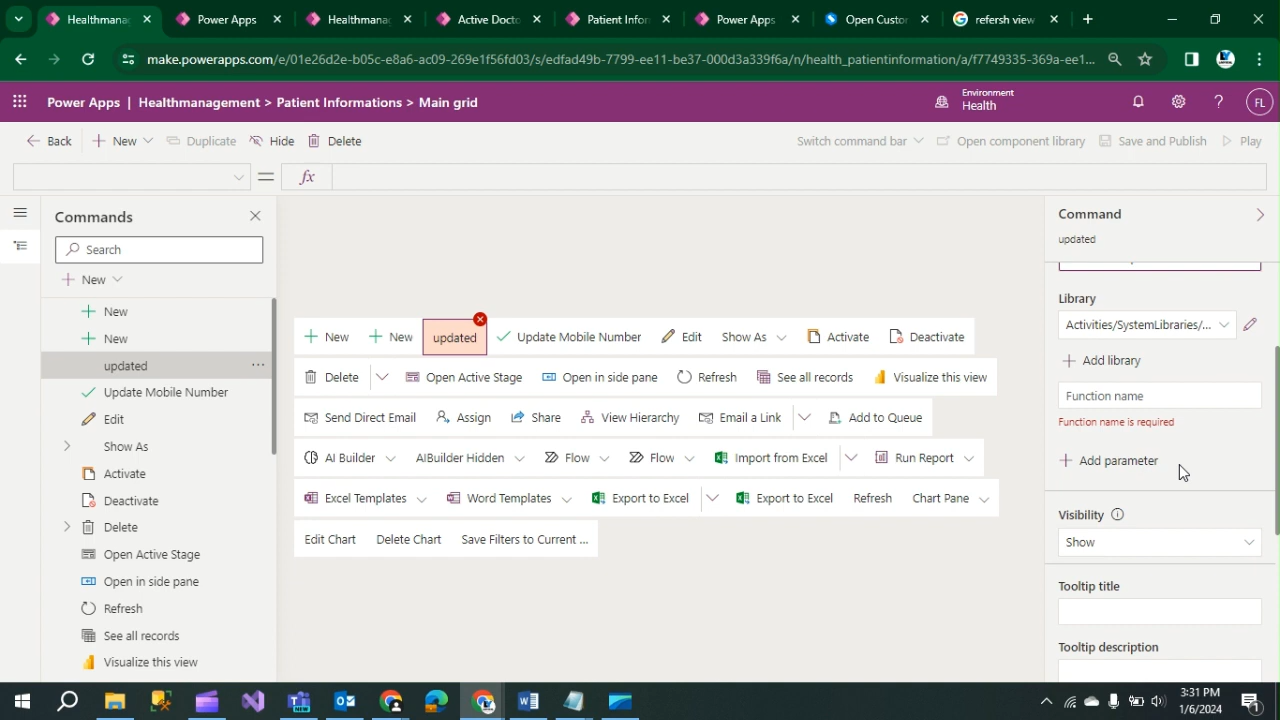 Healthmanag
Power Apps
Healthmanag
Active Docto
Patient Infor
Power Apps
Open Custor
refersh view
make.powerapps.com/e/01e26d2e-b05c-e8a6-ac09-269e1f56fd03/s/edfad49b-7799-ee11-be37-000d3a339f6a/n/health_patientinformation/a/f7749335-369a-ee1...
Power Apps | Healthmanagement > Patient Informations > Main grid
Environment
Health
FL
Back
New
Duplicate
Hide
Delete
Switch command bar
Open component library
Save and Publish
Play
= fx
Commands
Search
New
New
New
updated ...
Update Mobile Number
Edit
Show As
Activate
Deactivate
Delete
Open Active Stage
Open in side pane
Refresh
See all records
Visualize this view
New New updated Update Mobile Number Edit Show As Activate Deactivate
Delete Open Active Stage Open in side pane Refresh See all records Visualize this view
Send Direct Email Assign Share View Hierarchy Email a Link Add to Queue
AI Builder AIBuilder Hidden Flow Flow Import from Excel Run Report
Excel Templates Word Templates Export to Excel Export to Excel Refresh Chart Pane
Edit Chart Delete Chart Save Filters to Current ...
Command
updated
Library
Activities/SystemLibraries/...
Add library
Function name
Function name is required
Add parameter
Visibility
Show
Tooltip title
Tooltip description
3:31 PM
1/6/2024